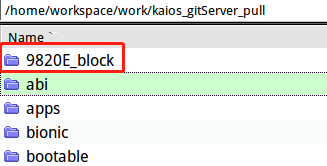 /home/workspace/work/kaios_gitServer_pull
Name
9820E_block
abi
apps
bionic
bootable